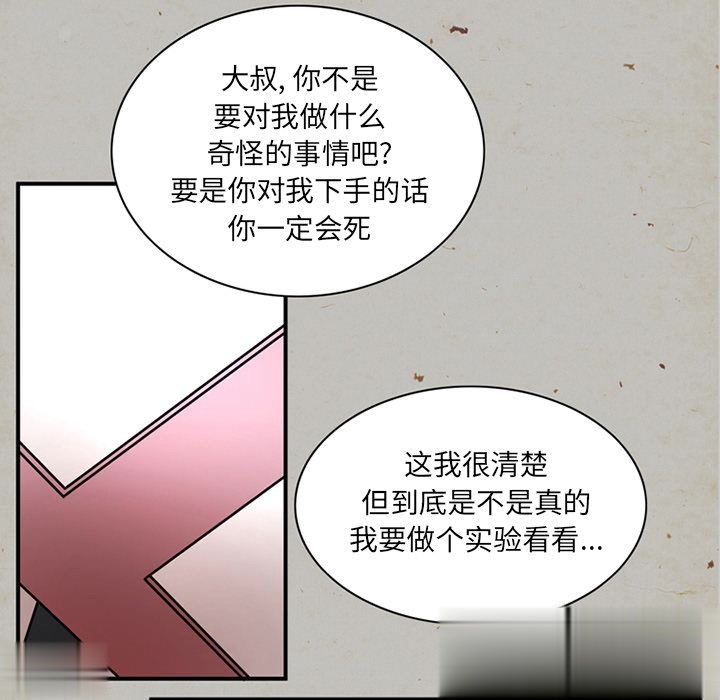 大叔, 你不是
要对我做什么
奇怪的事情吧?
要是你对我下手的话
你一定会死
这我很清楚
但到底是不是真的
我要做个实验看看...